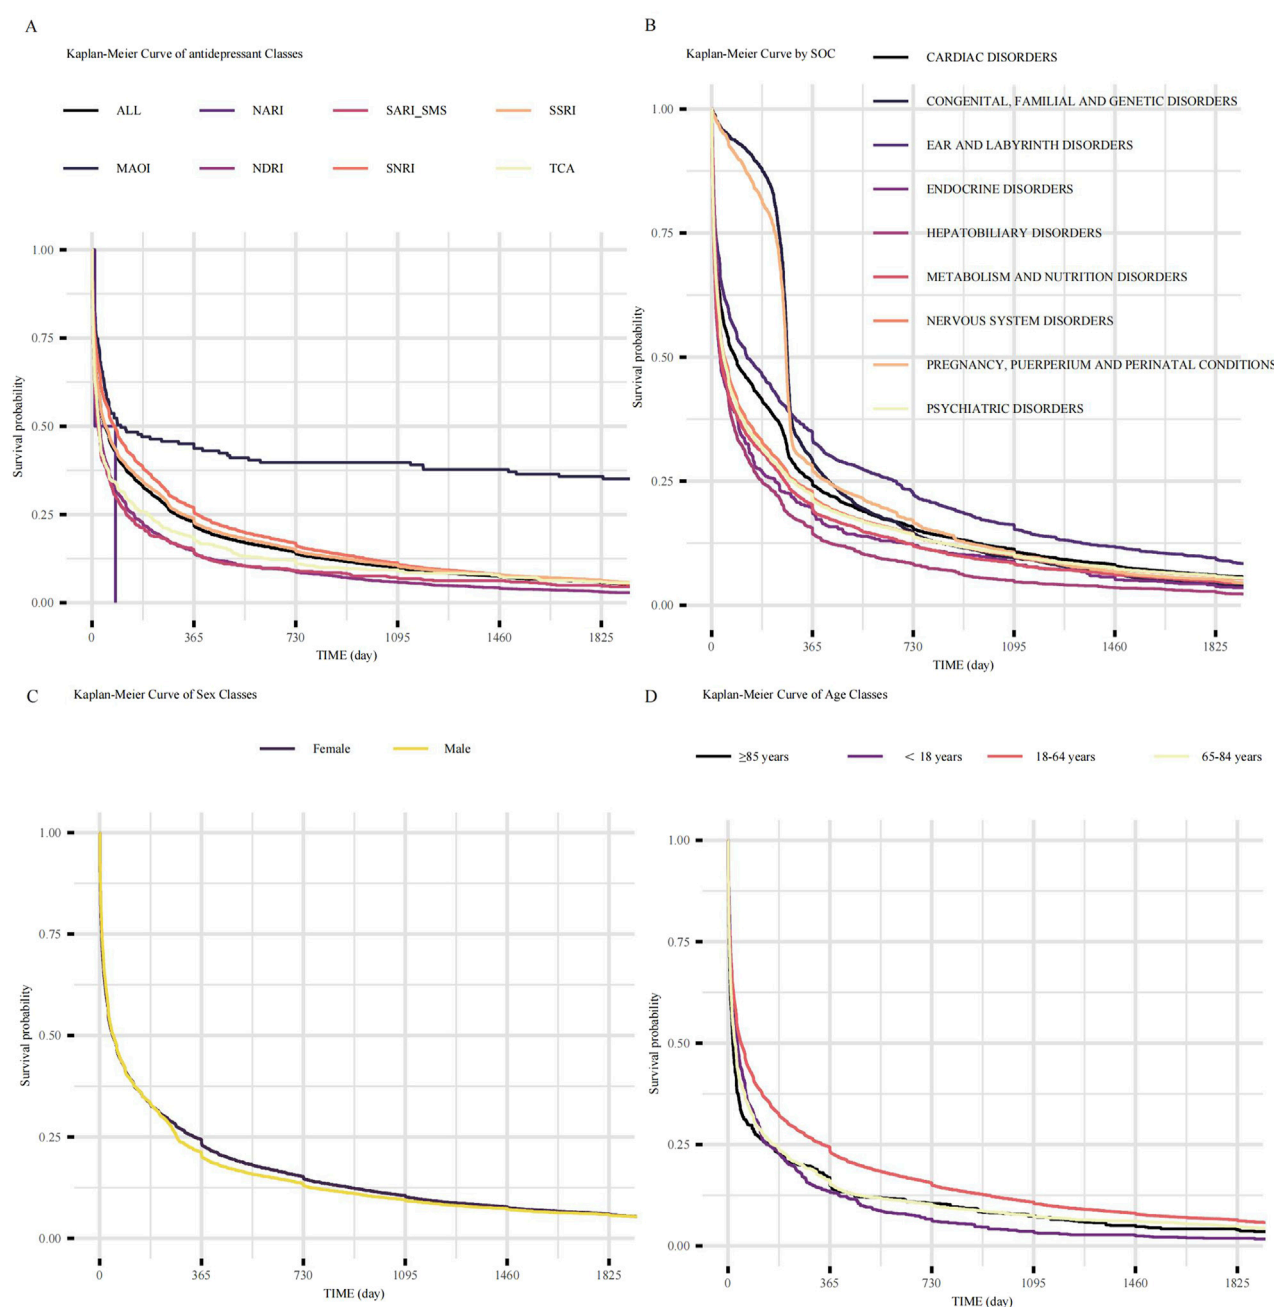 A
Kaplan-Meier Curve of antidepressant Classes
ALL
NARI
SARI_SMS
SSRI
MAOI
NDRI
SNRI
TCA
1.00
0.75
0.50
0.25
0.00
Survival probability
0
365
730
1095
1460
1825
TIME (day)
B
Kaplan-Meier Curve by SOC
CARDIAC DISORDERS
CONGENITAL, FAMILIAL AND GENETIC DISORDERS
EAR AND LABYRINTH DISORDERS
ENDOCRINE DISORDERS
HEPATOBILIARY DISORDERS
METABOLISM AND NUTRITION DISORDERS
NERVOUS SYSTEM DISORDERS
PREGNANCY, PUERPERIUM AND PERINATAL CONDITIONS
PSYCHIATRIC DISORDERS
1.00
0.75
0.50
0.25
0.00
Survival probability
0
365
730
1095
1460
1825
TIME (day)
C
Kaplan-Meier Curve of Sex Classes
Female
Male
1.00
0.75
0.50
0.25
0.00
Survival probability
0
365
730
1095
1460
1825
TIME (day)
D
Kaplan-Meier Curve of Age Classes
≥85 years
< 18 years
18-64 years
65-84 years
1.00
0.75
0.50
0.25
0.00
Survival probability
0
365
730
1095
1460
1825
TIME (day)